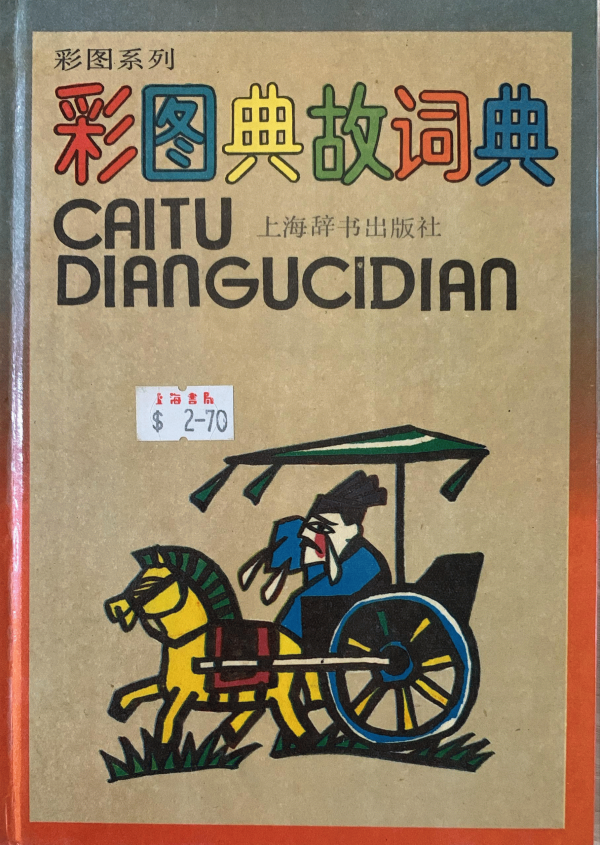 彩图系列
彩图典故词典
CAITU
上海辞书出版社
DIANGUCIDIAN
上海書局
$ 2-70